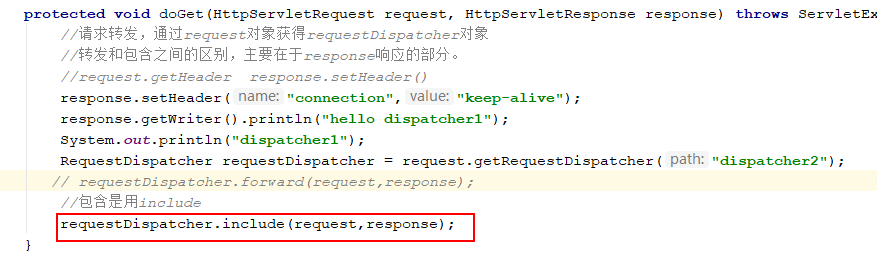 protected void doGet(HttpServletRequest request, HttpServletResponse response) throws ServletEx
//请求转发，通过request对象获得requestDispatcher对象
//转发和包含之间的区别，主要在于response响应的部分。
//request.getHeader  response.setHeader()
response.setHeader( name: "connection", value: "keep-alive");
response.getWriter().println("hello dispatcher1");
System.out.println("dispatcher1");
RequestDispatcher requestDispatcher = request.getRequestDispatcher( path: "dispatcher2");
// requestDispatcher.forward(request,response);
//包含是用include
requestDispatcher.include(request,response);
}